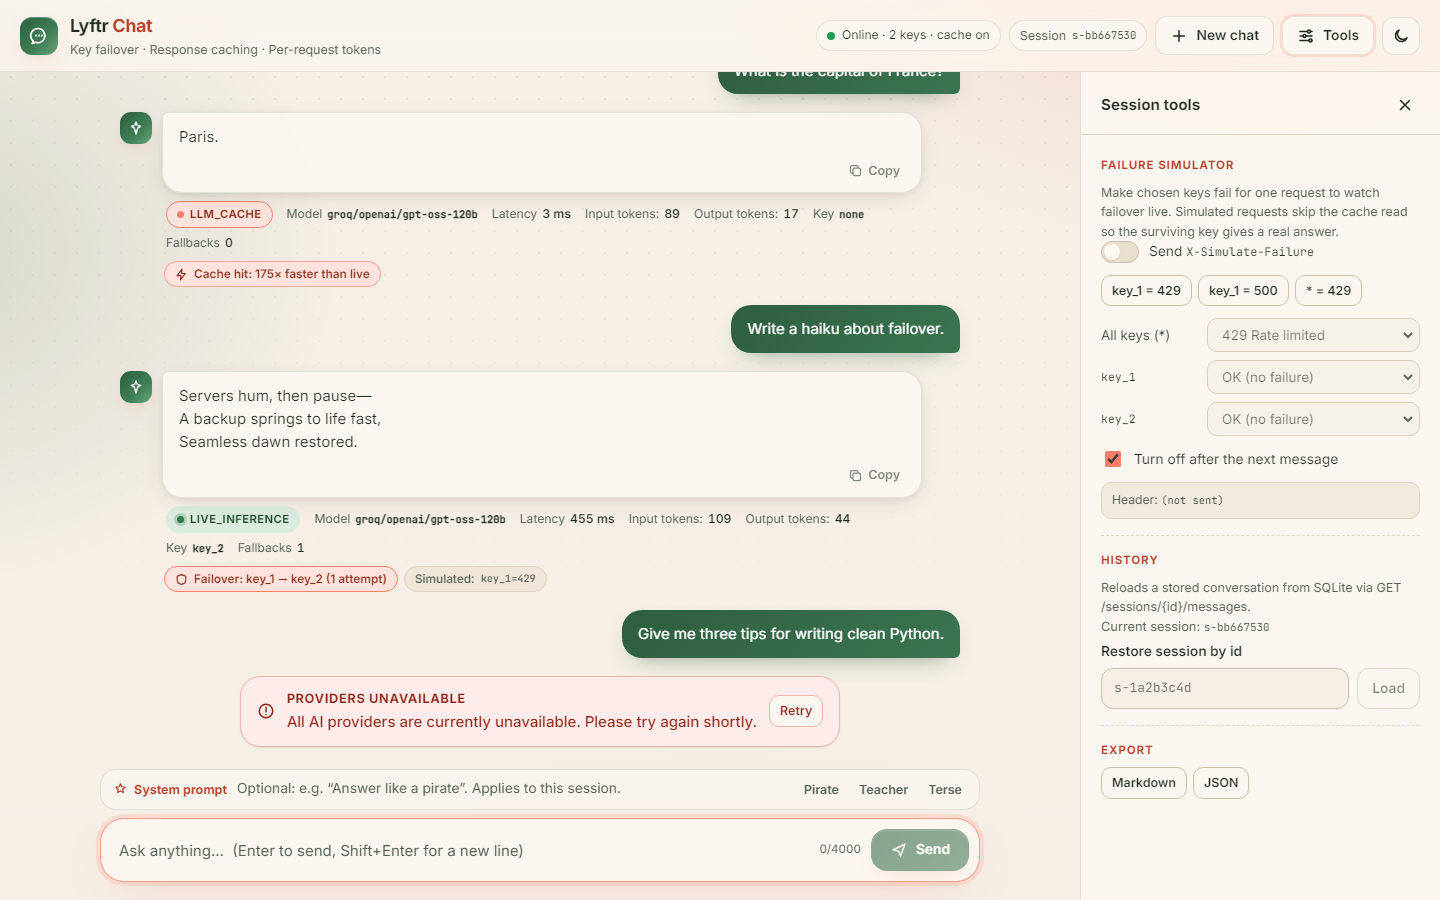 Lyftr Chat
Key failover · Response caching · Per-request tokens
Online · 2 keys · cache on
Session s-bb667530
New chat
Tools
What is the capital of France?
Paris.
Copy
LLM_CACHE Model groq/openai/gpt-oss-120b Latency 3 ms Input tokens: 89 Output tokens: 17 Key none
Fallbacks 0
Cache hit: 175× faster than live
Write a haiku about failover.
Servers hum, then pause—
A backup springs to life fast,
Seamless dawn restored.
Copy
LIVE_INFERENCE Model groq/openai/gpt-oss-120b Latency 455 ms Input tokens: 109 Output tokens: 44
Key key_2 Fallbacks 1
Failover: key_1 → key_2 (1 attempt) Simulated: key_1=429
Give me three tips for writing clean Python.
PROVIDERS UNAVAILABLE
All AI providers are currently unavailable. Please try again shortly.
Retry
System prompt Optional: e.g. “Answer like a pirate”. Applies to this session. Pirate Teacher Terse
Ask anything... (Enter to send, Shift+Enter for a new line) 0/4000 Send
Session tools
FAILURE SIMULATOR
Make chosen keys fail for one request to watch
failover live. Simulated requests skip the cache read
so the surviving key gives a real answer.
Send X-Simulate-Failure
key_1 = 429 key_1 = 500 * = 429
All keys (*) 429 Rate limited
key_1 OK (no failure)
key_2 OK (no failure)
Turn off after the next message
Header: (not sent)
HISTORY
Reloads a stored conversation from SQLite via GET
/sessions/{id}/messages.
Current session: s-bb667530
Restore session by id
s-1a2b3c4d Load
EXPORT
Markdown JSON